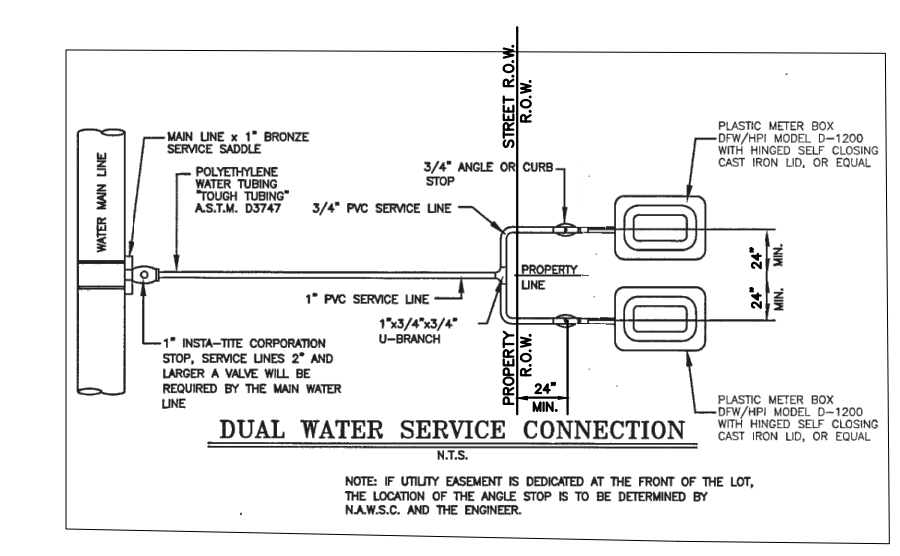 STREET R.O.W.
R.O.W.
PLASTIC METER BOX
DFW/HPI MODEL D-1200
WITH HINGED SELF CLOSING
CAST IRON LID, OR EQUAL
MAIN LINE x 1" BRONZE
SERVICE SADDLE
WATER MAIN LINE
POLYETHYLENE
WATER TUBING
"TOUGH TUBING"
A.S.T.M. D3747
3/4" ANGLE OR CURB
STOP
3/4" PVC SERVICE LINE
24"
MIN.
PROPERTY
LINE
24"
MIN.
1" PVC SERVICE LINE
1"x3/4"x3/4"
U-BRANCH
1" INSTA-TITE CORPORATION
STOP, SERVICE LINES 2" AND
LARGER A VALVE WILL BE
REQUIRED BY THE MAIN WATER
LINE
PROPERTY
R.O.W.
24"
MIN.
PLASTIC METER BOX
DFW/HPI MODEL D-1200
WITH HINGED SELF CLOSING
CAST IRON LID, OR EQUAL
DUAL WATER SERVICE CONNECTION
N.T.S.
NOTE: IF UTILITY EASEMENT IS DEDICATED AT THE FRONT OF THE LOT,
THE LOCATION OF THE ANGLE STOP IS TO BE DETERMINED BY
N.A.W.S.C. AND THE ENGINEER.